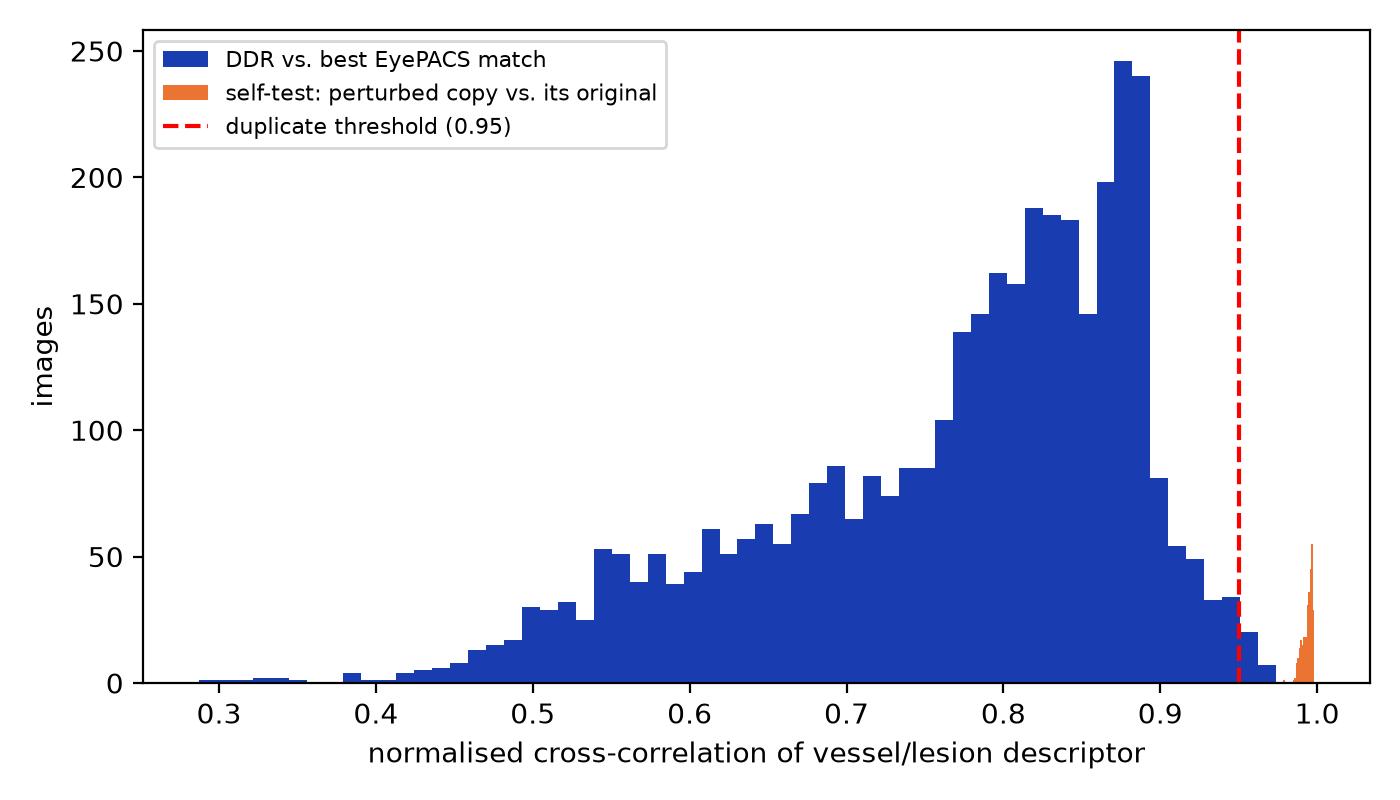 DDR vs. best EyePACS match
self-test: perturbed copy vs. its original
duplicate threshold (0.95)
images
250
200
150
100
50
0
0.3 0.4 0.5 0.6 0.7 0.8 0.9 1.0
normalised cross-correlation of vessel/lesion descriptor